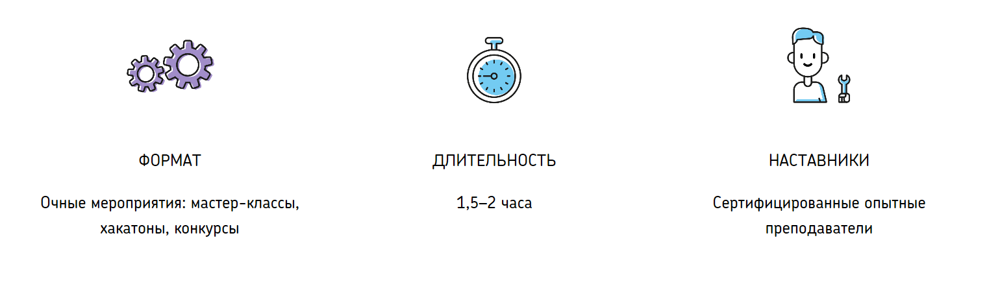 ФОРМАТ
Очные мероприятия: мастер-классы,
хакатоны, конкурсы
ДЛИТЕЛЬНОСТЬ
1,5–2 часа
НАСТАВНИКИ
Сертифицированные опытные
преподаватели